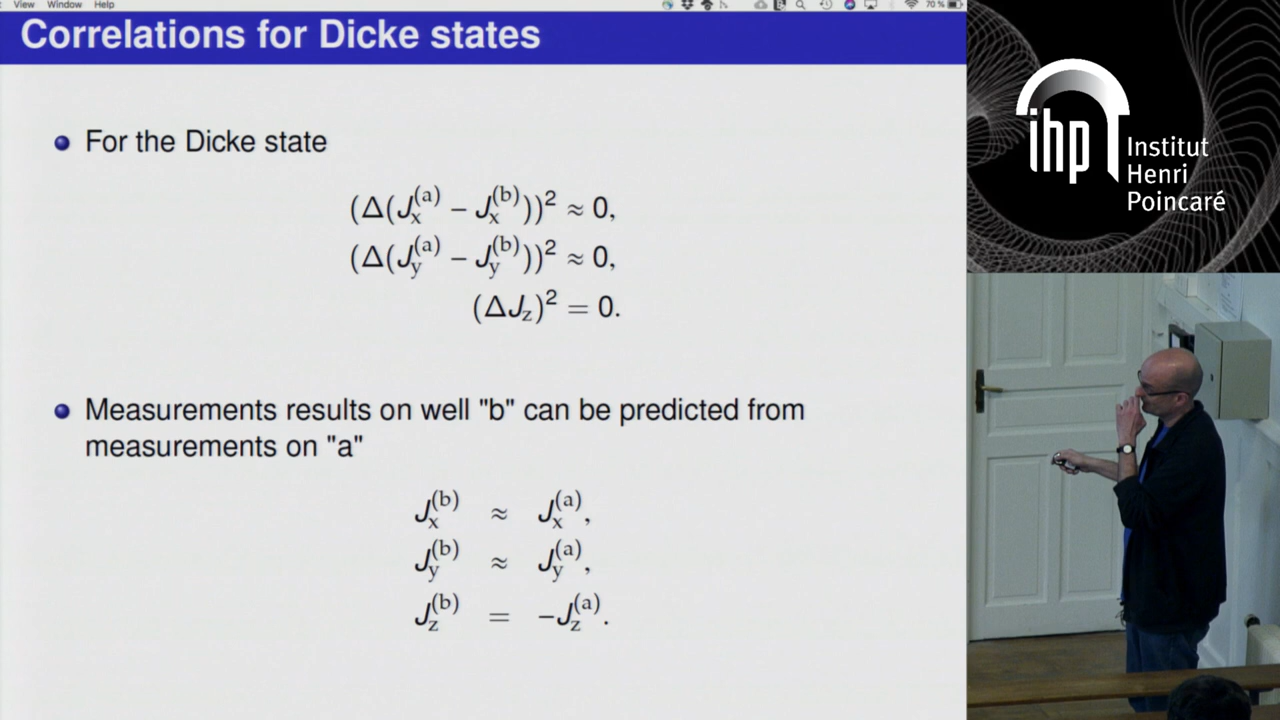 View Window Help
70%
Correlations for Dicke states
For the Dicke state
(Δ(J_x^(a) − J_x^(b)))² ≈ 0,
(Δ(J_y^(a) − J_y^(b)))² ≈ 0,
(ΔJ_z)² = 0.
Measurements results on well "b" can be predicted from
measurements on "a"
J_x^(b) ≈ J_x^(a),
J_y^(b) ≈ J_y^(a),
J_z^(b) = −J_z^(a).
ihp
Institut
Henri
Poincaré